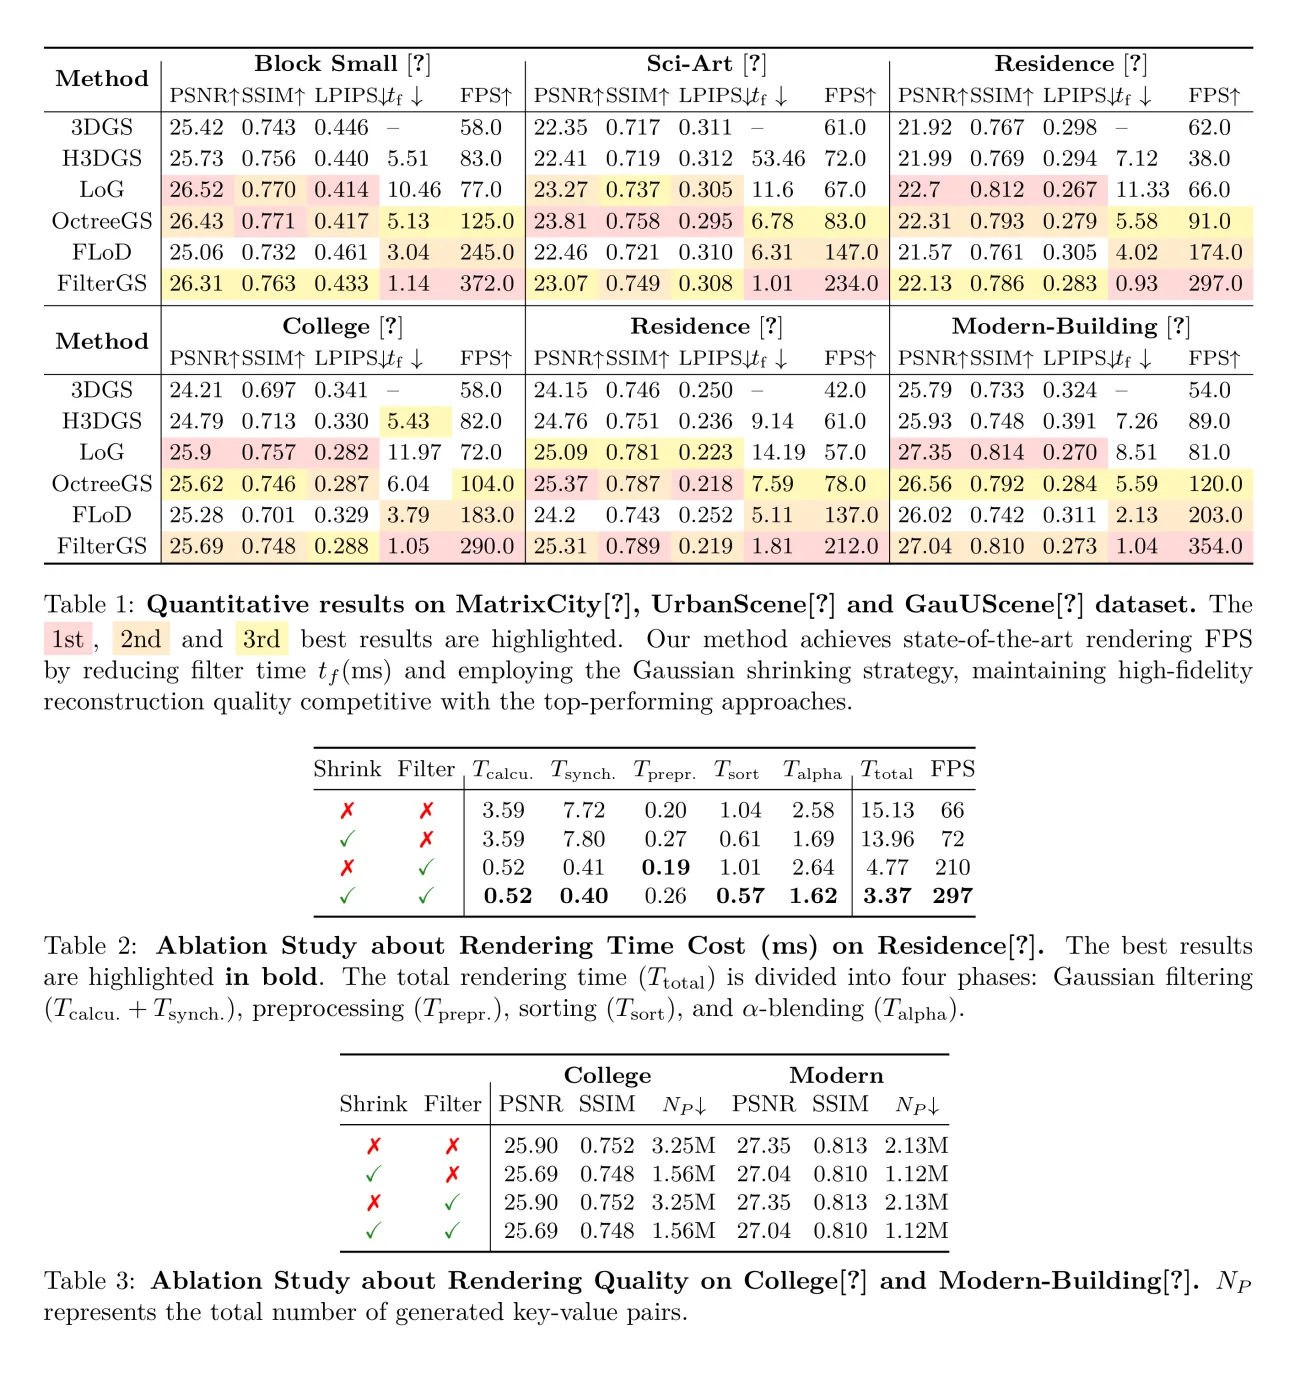 Method Block Small [?] Sci-Art [?] Residence [?]
PSNR↑ SSIM↑ LPIPS↓ tf ↓ FPS↑ PSNR↑ SSIM↑ LPIPS↓ tf ↓ FPS↑ PSNR↑ SSIM↑ LPIPS↓ tf ↓ FPS↑
3DGS 25.42 0.743 0.446 – 58.0 22.35 0.717 0.311 – 61.0 21.92 0.767 0.298 – 62.0
H3DGS 25.73 0.756 0.440 5.51 83.0 22.41 0.719 0.312 53.46 72.0 21.99 0.769 0.294 7.12 38.0
LoG 26.52 0.770 0.414 10.46 77.0 23.27 0.737 0.305 11.6 67.0 22.7 0.812 0.267 11.33 66.0
OctreeGS 26.43 0.771 0.417 5.13 125.0 23.81 0.758 0.295 6.78 83.0 22.31 0.793 0.279 5.58 91.0
FLoD 25.06 0.732 0.461 3.04 245.0 22.46 0.721 0.310 6.31 147.0 21.57 0.761 0.305 4.02 174.0
FilterGS 26.31 0.763 0.433 1.14 372.0 23.07 0.749 0.308 1.01 234.0 22.13 0.786 0.283 0.93 297.0
Method College [?] Residence [?] Modern-Building [?]
PSNR↑ SSIM↑ LPIPS↓ tf ↓ FPS↑ PSNR↑ SSIM↑ LPIPS↓ tf ↓ FPS↑ PSNR↑ SSIM↑ LPIPS↓ tf ↓ FPS↑
3DGS 24.21 0.697 0.341 – 58.0 24.15 0.746 0.250 – 42.0 25.79 0.733 0.324 – 54.0
H3DGS 24.79 0.713 0.330 5.43 82.0 24.76 0.751 0.236 9.14 61.0 25.93 0.748 0.391 7.26 89.0
LoG 25.9 0.757 0.282 11.97 72.0 25.09 0.781 0.223 14.19 57.0 27.35 0.814 0.270 8.51 81.0
OctreeGS 25.62 0.746 0.287 6.04 104.0 25.37 0.787 0.218 7.59 78.0 26.56 0.792 0.284 5.59 120.0
FLoD 25.28 0.701 0.329 3.79 183.0 24.2 0.743 0.252 5.11 137.0 26.02 0.742 0.311 2.13 203.0
FilterGS 25.69 0.748 0.288 1.05 290.0 25.31 0.789 0.219 1.81 212.0 27.04 0.810 0.273 1.04 354.0
Table 1: Quantitative results on MatrixCity[?], UrbanScene[?] and GauUScene[?] dataset. The
1st , 2nd and 3rd best results are highlighted. Our method achieves state-of-the-art rendering FPS
by reducing filter time tf(ms) and employing the Gaussian shrinking strategy, maintaining high-fidelity
reconstruction quality competitive with the top-performing approaches.
Shrink Filter Tcalcu. Tsynch. Tprepr. Tsort Talpha Ttotal FPS
✗ ✗ 3.59 7.72 0.20 1.04 2.58 15.13 66
✓ ✗ 3.59 7.80 0.27 0.61 1.69 13.96 72
✗ ✓ 0.52 0.41 0.19 1.01 2.64 4.77 210
✓ ✓ 0.52 0.40 0.26 0.57 1.62 3.37 297
Table 2: Ablation Study about Rendering Time Cost (ms) on Residence[?]. The best results
are highlighted in bold. The total rendering time (Ttotal) is divided into four phases: Gaussian filtering
(Tcalcu. + Tsynch.), preprocessing (Tprepr.), sorting (Tsort), and α-blending (Talpha).
College Modern
Shrink Filter PSNR SSIM NP↓ PSNR SSIM NP↓
✗ ✗ 25.90 0.752 3.25M 27.35 0.813 2.13M
✓ ✗ 25.69 0.748 1.56M 27.04 0.810 1.12M
✗ ✓ 25.90 0.752 3.25M 27.35 0.813 2.13M
✓ ✓ 25.69 0.748 1.56M 27.04 0.810 1.12M
Table 3: Ablation Study about Rendering Quality on College[?] and Modern-Building[?]. NP
represents the total number of generated key-value pairs.